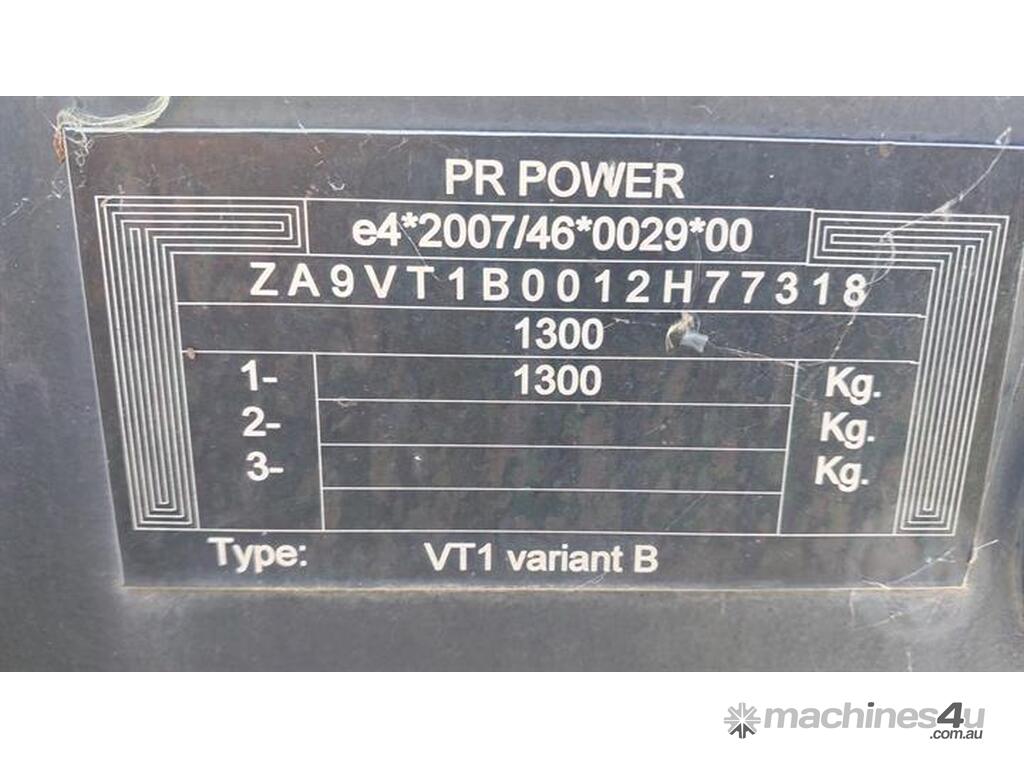 PR POWER
e4*2007/46*0029*00
ZA9VT1B0012H77318
1300
1- 1300 Kg.
2- Kg.
3- Kg.
Type: VT1 variant B
machines4u
.com.au